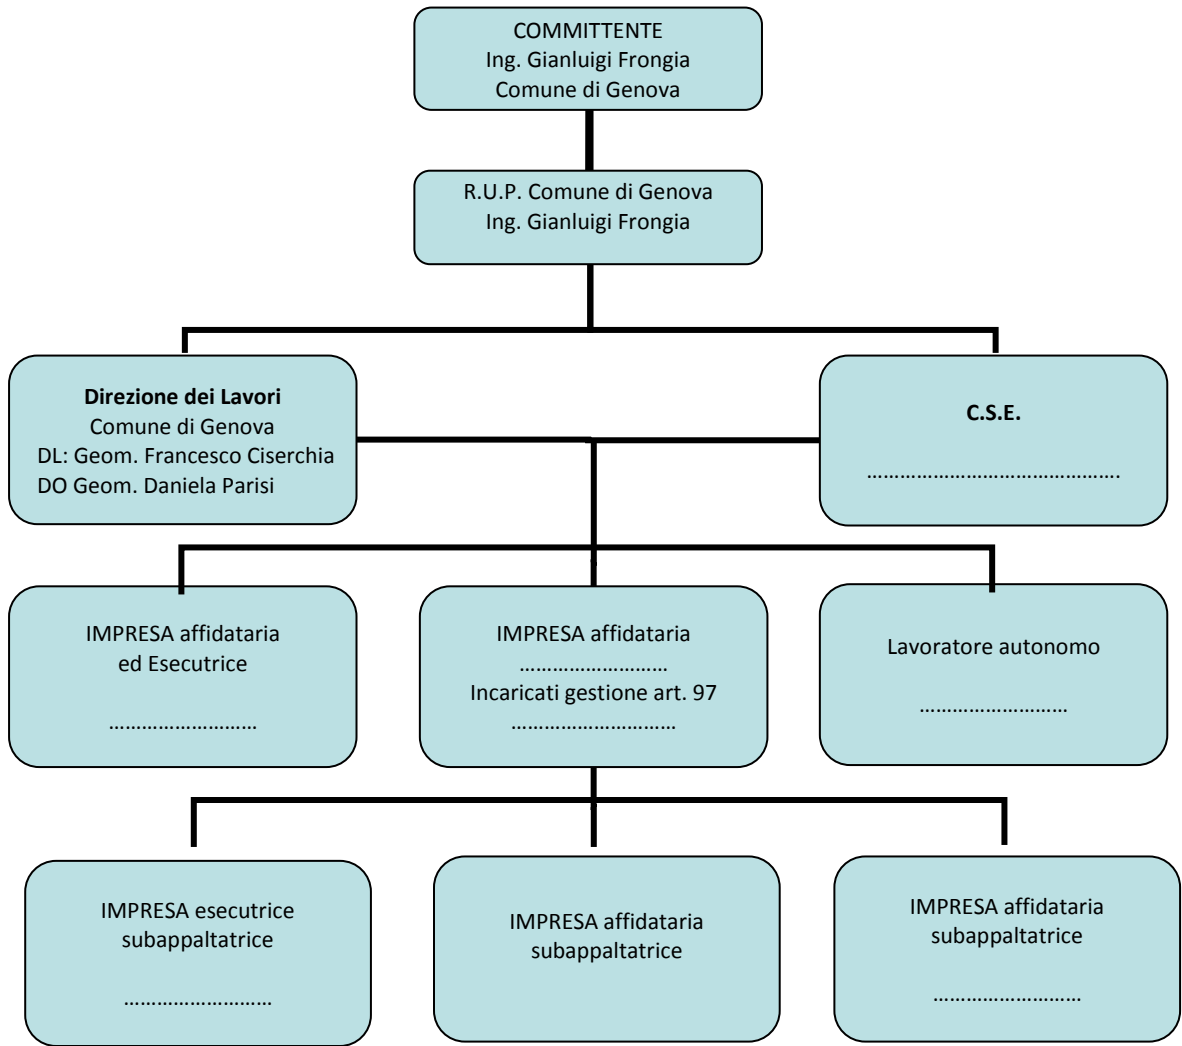 COMMITTENTE
Ing. Gianluigi Frongia
Comune di Genova
R.U.P. Comune di Genova
Ing. Gianluigi Frongia
Direzione dei Lavori
Comune di Genova
DL: Geom. Francesco Ciserchia
DO Geom. Daniela Parisi
C.S.E.
……………………………………….
IMPRESA affidataria
ed Esecutrice
………………………
IMPRESA affidataria
………………………
Incaricati gestione art. 97
…………………………
Lavoratore autonomo
………………………
IMPRESA esecutrice
subappaltatrice
………………………
IMPRESA affidataria
subappaltatrice
IMPRESA affidataria
subappaltatrice
………………………